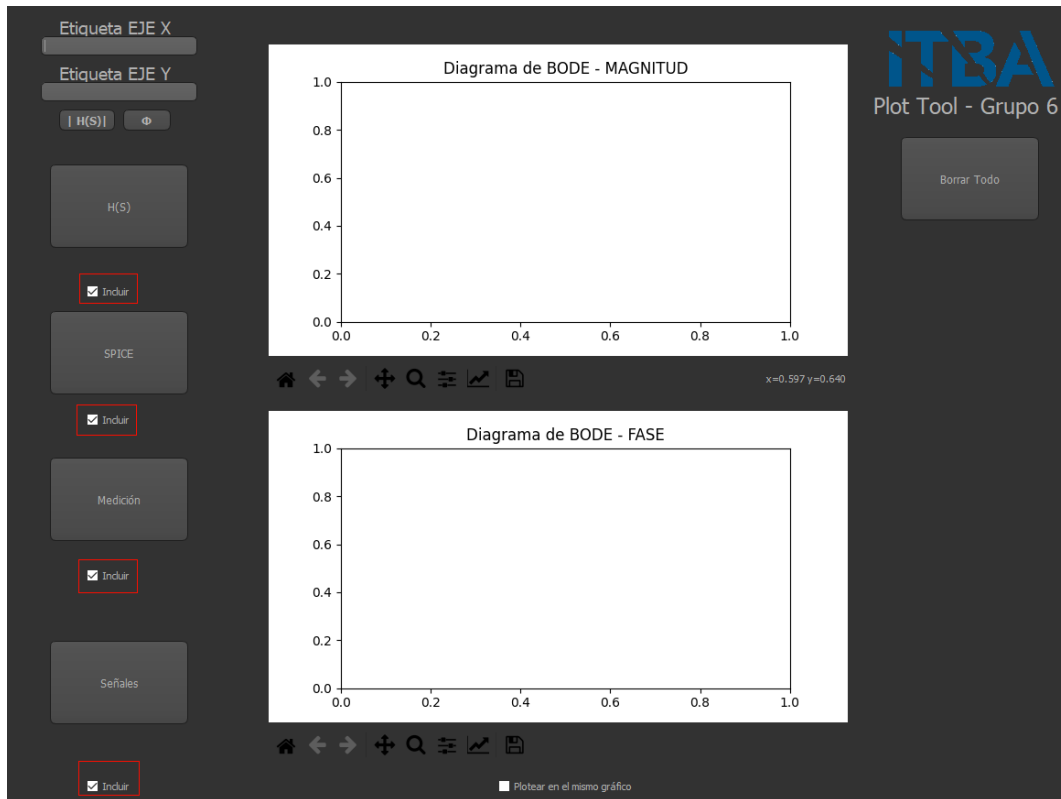 Etiqueta EJE X
Etiqueta EJE Y
| H(S)|
Φ
H(S)
Incluir
SPICE
Incluir
Medición
Incluir
Señales
Incluir
Diagrama de BODE - MAGNITUD
1.0
0.8
0.6
0.4
0.2
0.0
0.0 0.2 0.4 0.6 0.8 1.0
x=0.597 y=0.640
Diagrama de BODE - FASE
1.0
0.8
0.6
0.4
0.2
0.0
0.0 0.2 0.4 0.6 0.8 1.0
Plotear en el mismo gráfico
iTBA
Plot Tool - Grupo 6
Borrar Todo